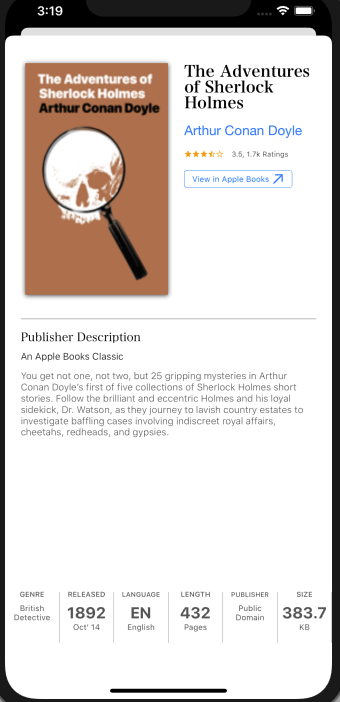 3:19
The Adventures of
Sherlock Holmes
Arthur Conan Doyle
The Adventures
of Sherlock
Holmes
Arthur Conan Doyle
3.5, 1.7k Ratings
View in Apple Books
Publisher Description
An Apple Books Classic
You get not one, not two, but 25 gripping mysteries in Arthur
Conan Doyle's first of five collections of Sherlock Holmes short
stories. Follow the brilliant and eccentric Holmes and his loyal
sidekick, Dr. Watson, as they journey to lavish country estates to
investigate baffling cases involving indiscreet royal affairs,
cheetahs, redheads, and gypsies.
GENRE
British
Detective
RELEASED
1892
Oct' 14
LANGUAGE
EN
English
LENGTH
432
Pages
PUBLISHER
Public
Domain
SIZE
383.7
KB